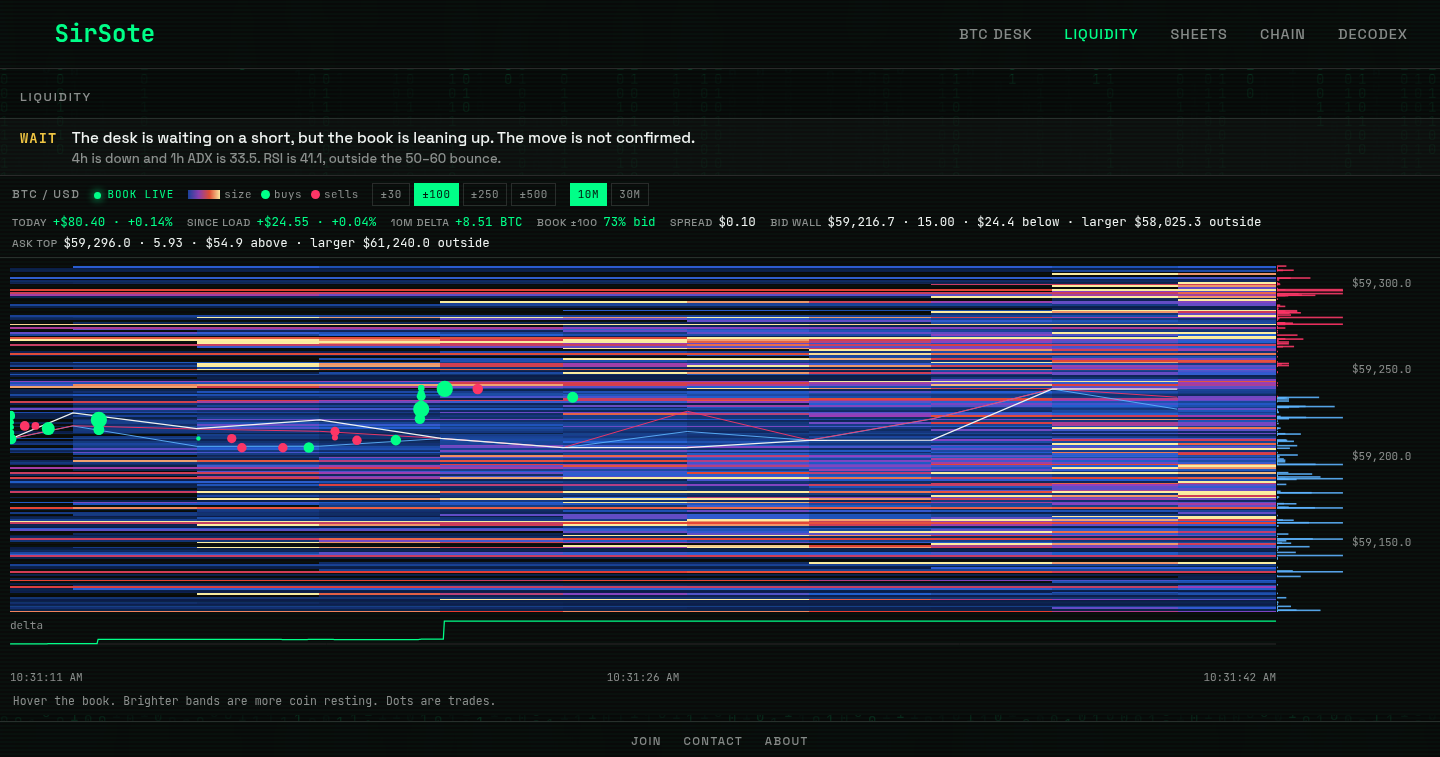 SirSote
BTC DESK LIQUIDITY SHEETS CHAIN DECODEX
LIQUIDITY
WAIT The desk is waiting on a short, but the book is leaning up. The move is not confirmed.
4h is down and 1h ADX is 33.5. RSI is 41.1, outside the 50–60 bounce.
BTC / USD BOOK LIVE size buys sells ±30 ±100 ±250 ±500 10M 30M
TODAY +$80.40 · +0.14% SINCE LOAD +$24.55 · +0.04% 10M DELTA +8.51 BTC BOOK ±100 73% bid SPREAD $0.10 BID WALL $59,216.7 · 15.00 · $24.4 below · larger $58,025.3 outside
ASK TOP $59,296.0 · 5.93 · $54.9 above · larger $61,240.0 outside
$59,300.0
$59,250.0
$59,200.0
$59,150.0
delta
10:31:11 AM 10:31:26 AM 10:31:42 AM
Hover the book. Brighter bands are more coin resting. Dots are trades.
JOIN CONTACT ABOUT